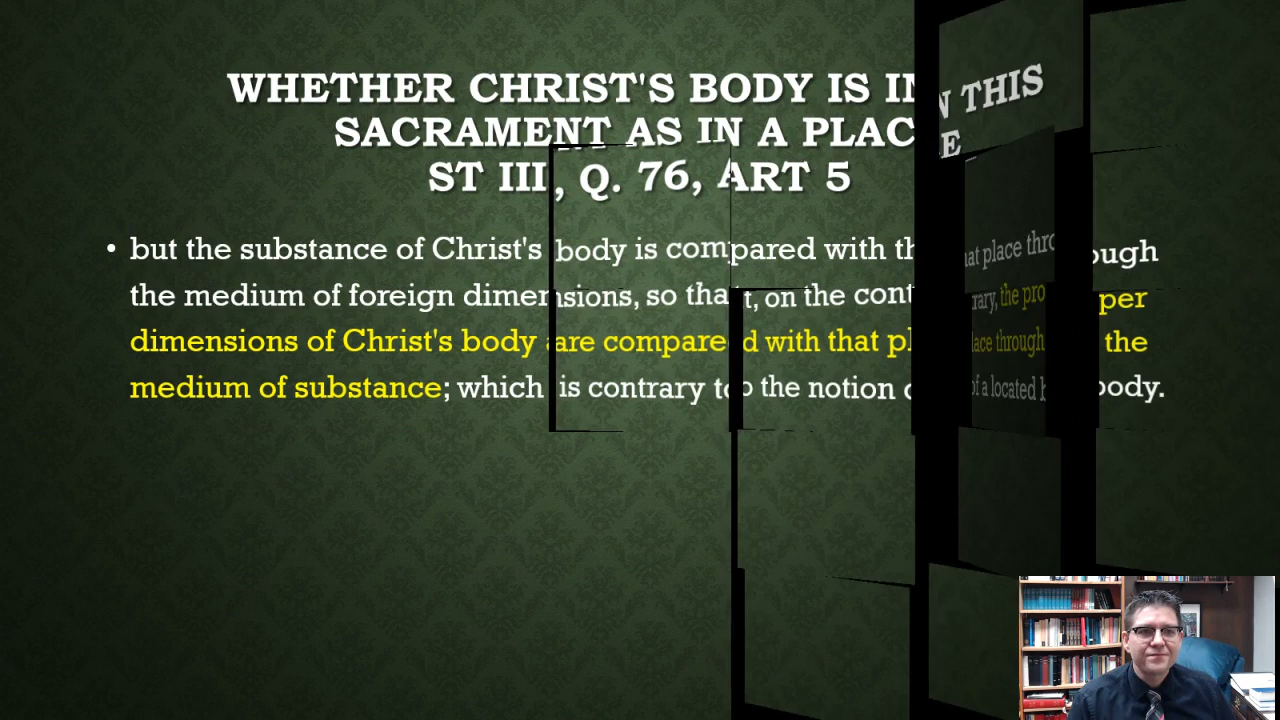 WHETHER CHRIST'S BODY IS IN THIS
SACRAMENT AS IN A PLACE
ST III, Q. 76, ART 5
• but the substance of Christ's body is compared with that place through
the medium of foreign dimensions, so that, on the contrary, the proper
dimensions of Christ's body are compared with that place through the
medium of substance; which is contrary to the notion of a located body.